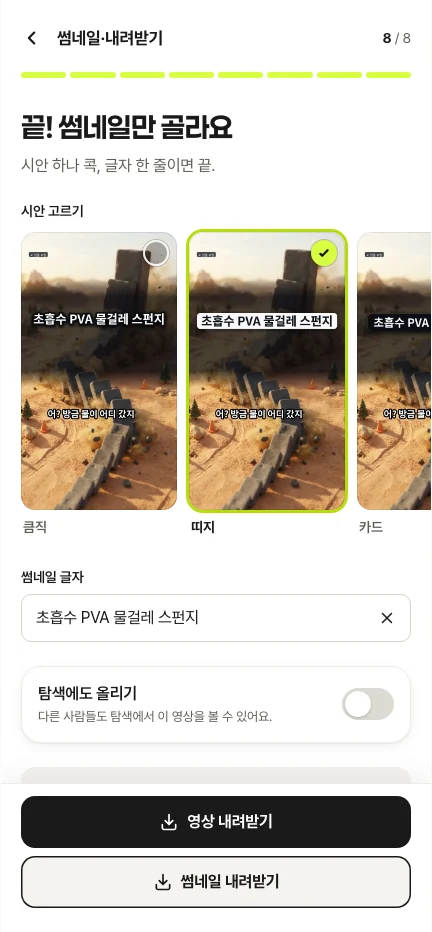 썸네일·내려받기
8 / 8
끝! 썸네일만 골라요
시안 하나 콕, 글자 한 줄이면 끝.
시안 고르기
초흡수 PVA 물걸레 스펀지
어? 방금 물이 어디 갔지
큼직
초흡수 PVA 물걸레 스펀지
어? 방금 물이 어디 갔지
띠지
초흡수 PVA
어? 방금 물
카드
썸네일 글자
초흡수 PVA 물걸레 스펀지
탐색에도 올리기
다른 사람들도 탐색에서 이 영상을 볼 수 있어요.
영상 내려받기
썸네일 내려받기